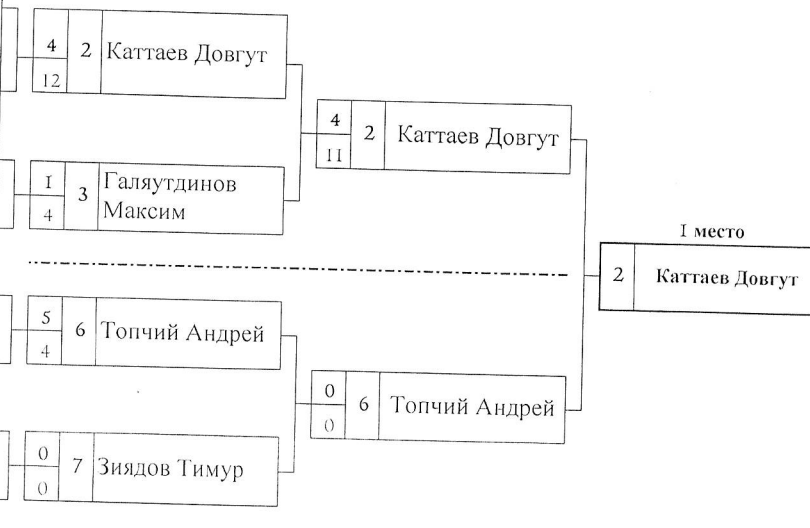 4
12
2
Каттаев Довгут
1
4
3
Галяутдинов
Максим
4
11
2
Каттаев Довгут
I место
2
Каттаев Довгут
5
4
6
Топчий Андрей
0
0
7
Зиядов Тимур
0
0
6
Топчий Андрей